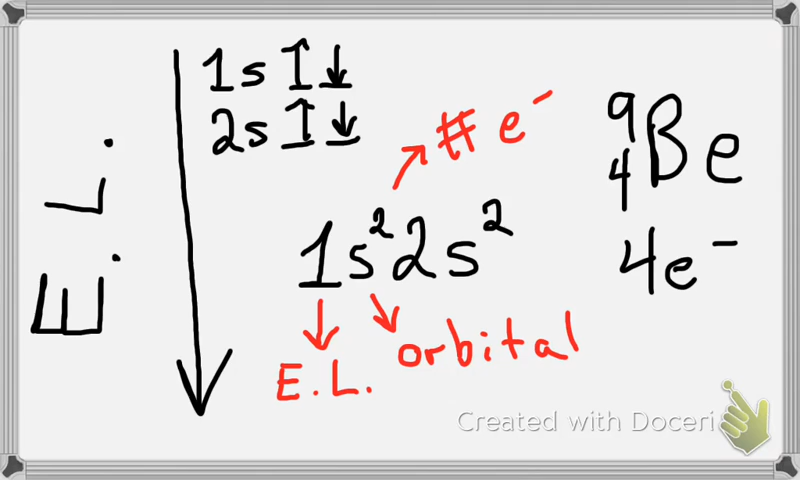 E. L.
1s ↑↓
2s ↑↓
# e⁻
⁹₄Be
1s²2s²
4e⁻
E.L.
orbital
Created with Doceri